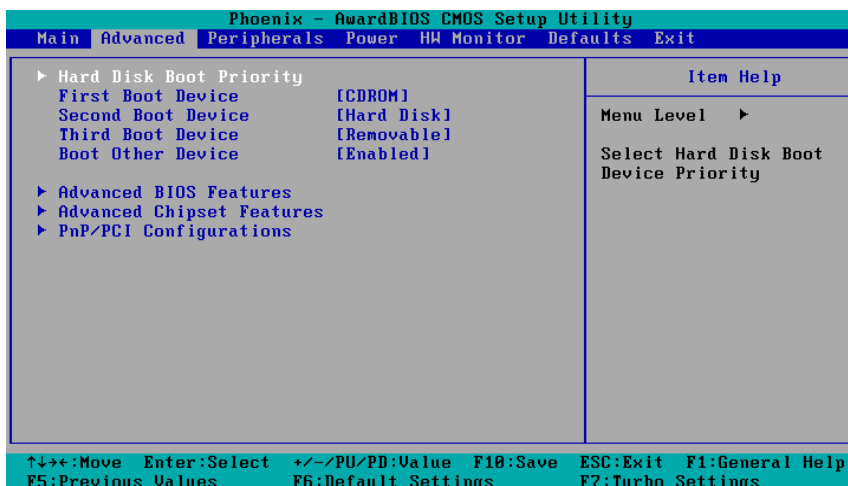 Phoenix - AwardBIOS CMOS Setup Utility
Main Advanced Peripherals Power HW Monitor Defaults Exit
▶ Hard Disk Boot Priority
First Boot Device [CDROM]
Second Boot Device [Hard Disk]
Third Boot Device [Removable]
Boot Other Device [Enabled]
▶ Advanced BIOS Features
▶ Advanced Chipset Features
▶ PnP/PCI Configurations
Item Help
Menu Level ▶
Select Hard Disk Boot
Device Priority
↑↓→←:Move Enter:Select +/-/PU/PD:Value F10:Save ESC:Exit F1:General Help
F5:Previous Values F6:Default Settings F7:Turbo Settings